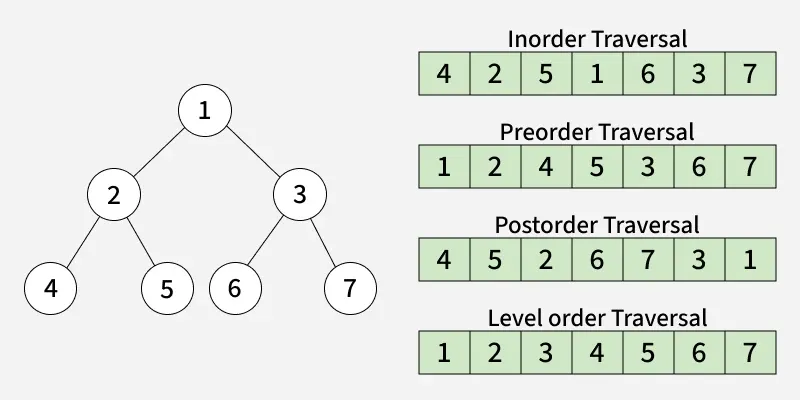 1
2 3
4 5 6 7
Inorder Traversal
4 2 5 1 6 3 7
Preorder Traversal
1 2 4 5 3 6 7
Postorder Traversal
4 5 2 6 7 3 1
Level order Traversal
1 2 3 4 5 6 7